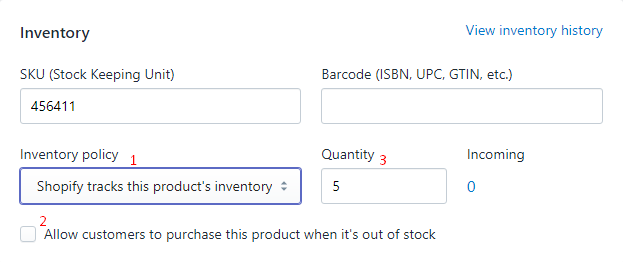 Inventory View inventory history
SKU (Stock Keeping Unit) Barcode (ISBN, UPC, GTIN, etc.)
456411
Inventory policy 1 Quantity 3 Incoming
Shopify tracks this product's inventory 5 0
2
Allow customers to purchase this product when it's out of stock